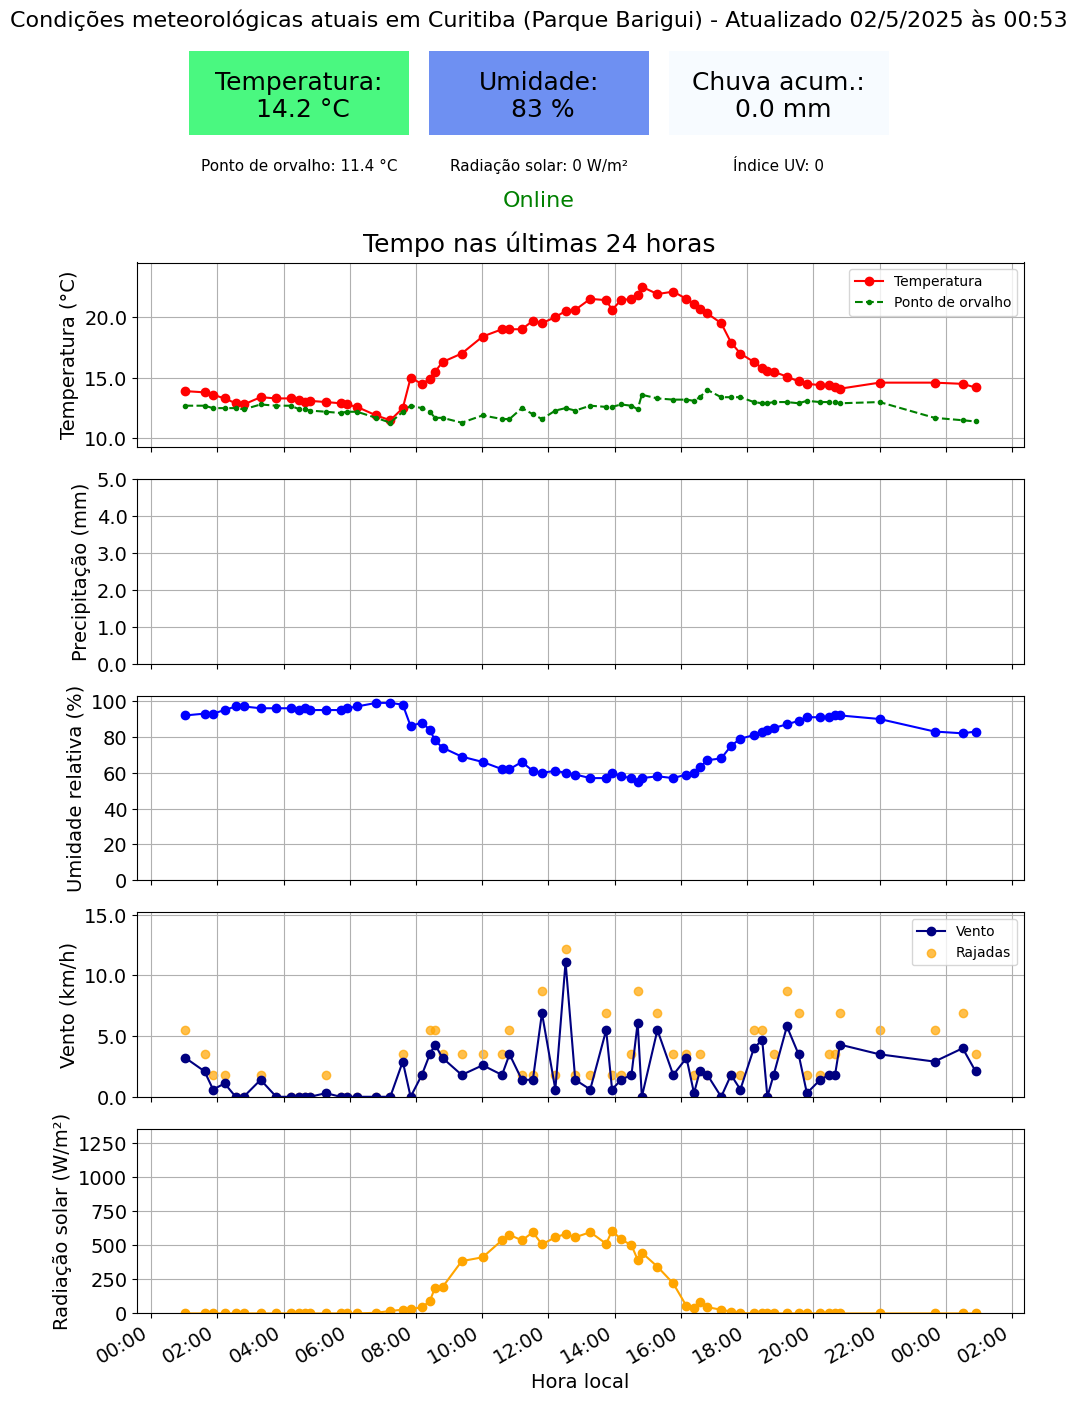 Condições meteorológicas atuais em Curitiba (Parque Barigui) - Atualizado 02/5/2025 às 00:53
Temperatura:
14.2 °C
Umidade:
83 %
Chuva acum.:
0.0 mm
Ponto de orvalho: 11.4 °C
Radiação solar: 0 W/m²
Índice UV: 0
Online
Tempo nas últimas 24 horas
Temperatura (°C)
20.0
15.0
10.0
Temperatura
Ponto de orvalho
Precipitação (mm)
5.0
4.0
3.0
2.0
1.0
0.0
Umidade relativa (%)
100
80
60
40
20
0
Vento (km/h)
15.0
10.0
5.0
0.0
Vento
Rajadas
Radiação solar (W/m²)
1250
1000
750
500
250
0
00:00
02:00
04:00
06:00
08:00
10:00
12:00
14:00
16:00
18:00
20:00
22:00
00:00
02:00
Hora local